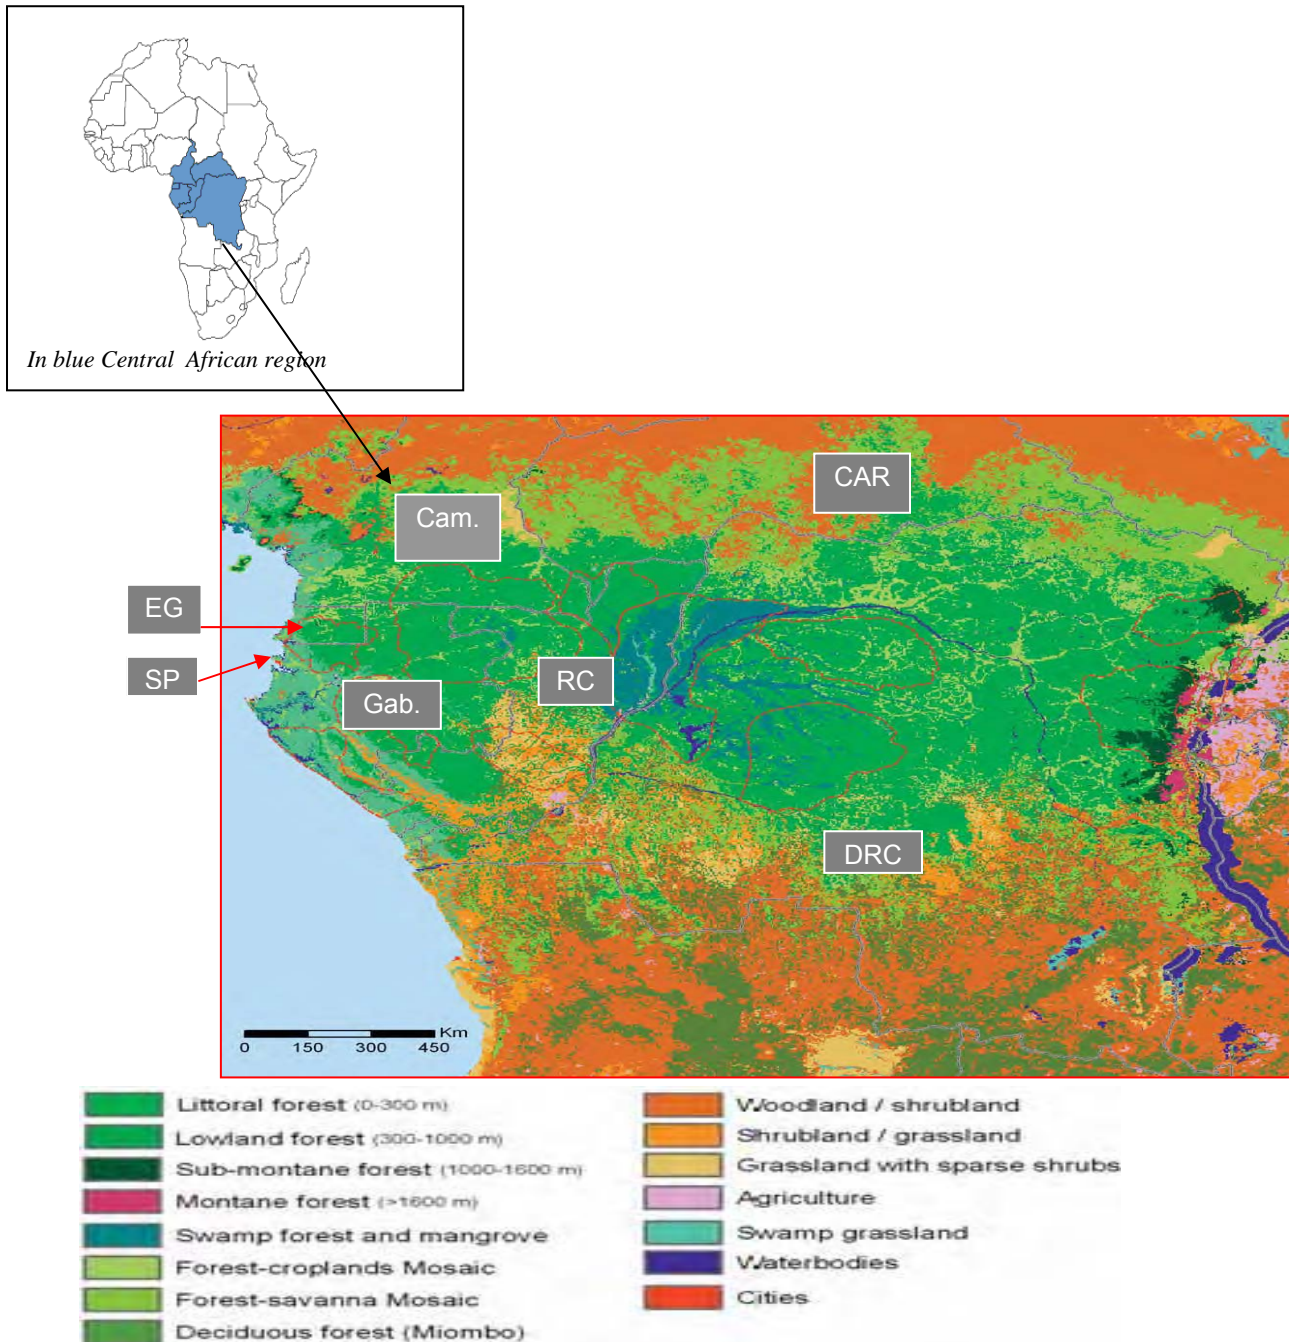 In blue Central African region
CAR
Cam.
EG
SP
RC
Gab.
DRC
Km
0 150 300 450
Littoral forest (0-300 m)
Lowland forest (300-1000 m)
Sub-montane forest (1000-1600 m)
Montane forest (>1600 m)
Swamp forest and mangrove
Forest-croplands Mosaic
Forest-savanna Mosaic
Deciduous forest (Miombo)
Woodland / shrubland
Shrubland / grassland
Grassland with sparse shrubs
Agriculture
Swamp grassland
Waterbodies
Cities